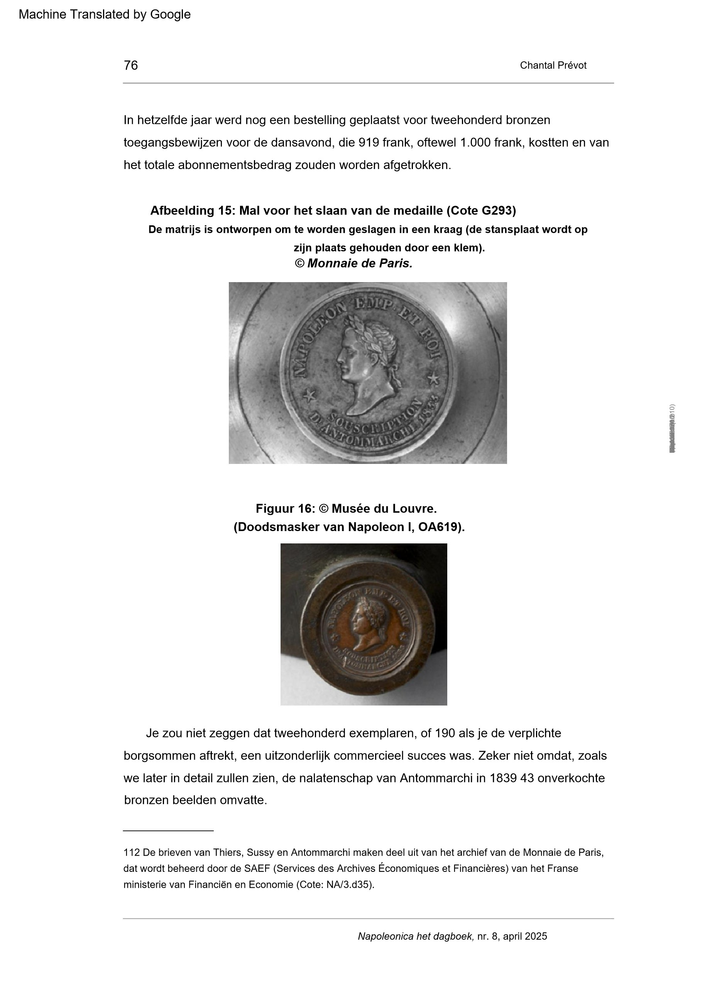 Machine Translated by Google
76
Chantal Prévot
In hetzelfde jaar werd nog een bestelling geplaatst voor tweehonderd bronzen
toegangsbewijzen voor de dansavond, die 919 frank, oftewel 1.000 frank, kostten en van
het totale abonnementsbedrag zouden worden afgetrokken.
Afbeelding 15: Mal voor het slaan van de medaille (Cote G293)
De matrijs is ontworpen om te worden geslagen in een kraag (de stansplaat wordt op
zijn plaats gehouden door een klem).
© Monnaie de Paris.
NAPOLEON EMP. ET ROI
SOUSCRIPTION
DR ANTOMMARCHI 1833
Figuur 16: © Musée du Louvre.
(Doodsmasker van Napoleon I, OA619).
NAPOLEON EMP. ET ROI
SOUSCRIPTION
ANTOMMARCHI 1833
Je zou niet zeggen dat tweehonderd exemplaren, of 190 als je de verplichte
borgsommen aftrekt, een uitzonderlijk commercieel succes was. Zeker niet omdat, zoals
we later in detail zullen zien, de nalatenschap van Antommarchi in 1839 43 onverkochte
bronzen beelden omvatte.
112 De brieven van Thiers, Sussy en Antommarchi maken deel uit van het archief van de Monnaie de Paris,
dat wordt beheerd door de SAEF (Services des Archives Économiques et Financières) van het Franse
ministerie van Financiën en Economie (Cote: NA/3.d35).
Napoleonica het dagboek, nr. 8, april 2025